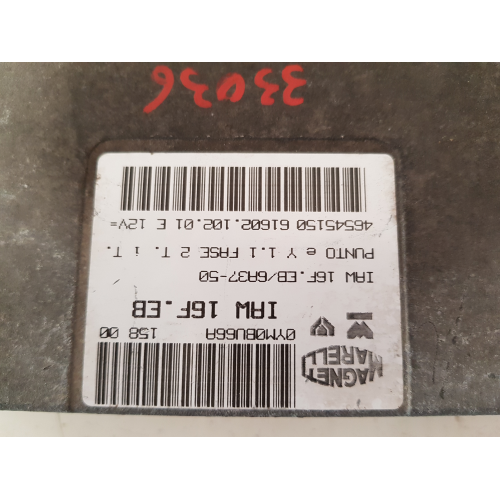 MAGNETI
MARELLI
0YM0BU66A 158 00
IAW 16F.EB
IAW 16F.EB/6A37-50
PUNTO e Y 1.1 FASE 2 T. i T.
46545150 61602.102.01 E 12V=
33036